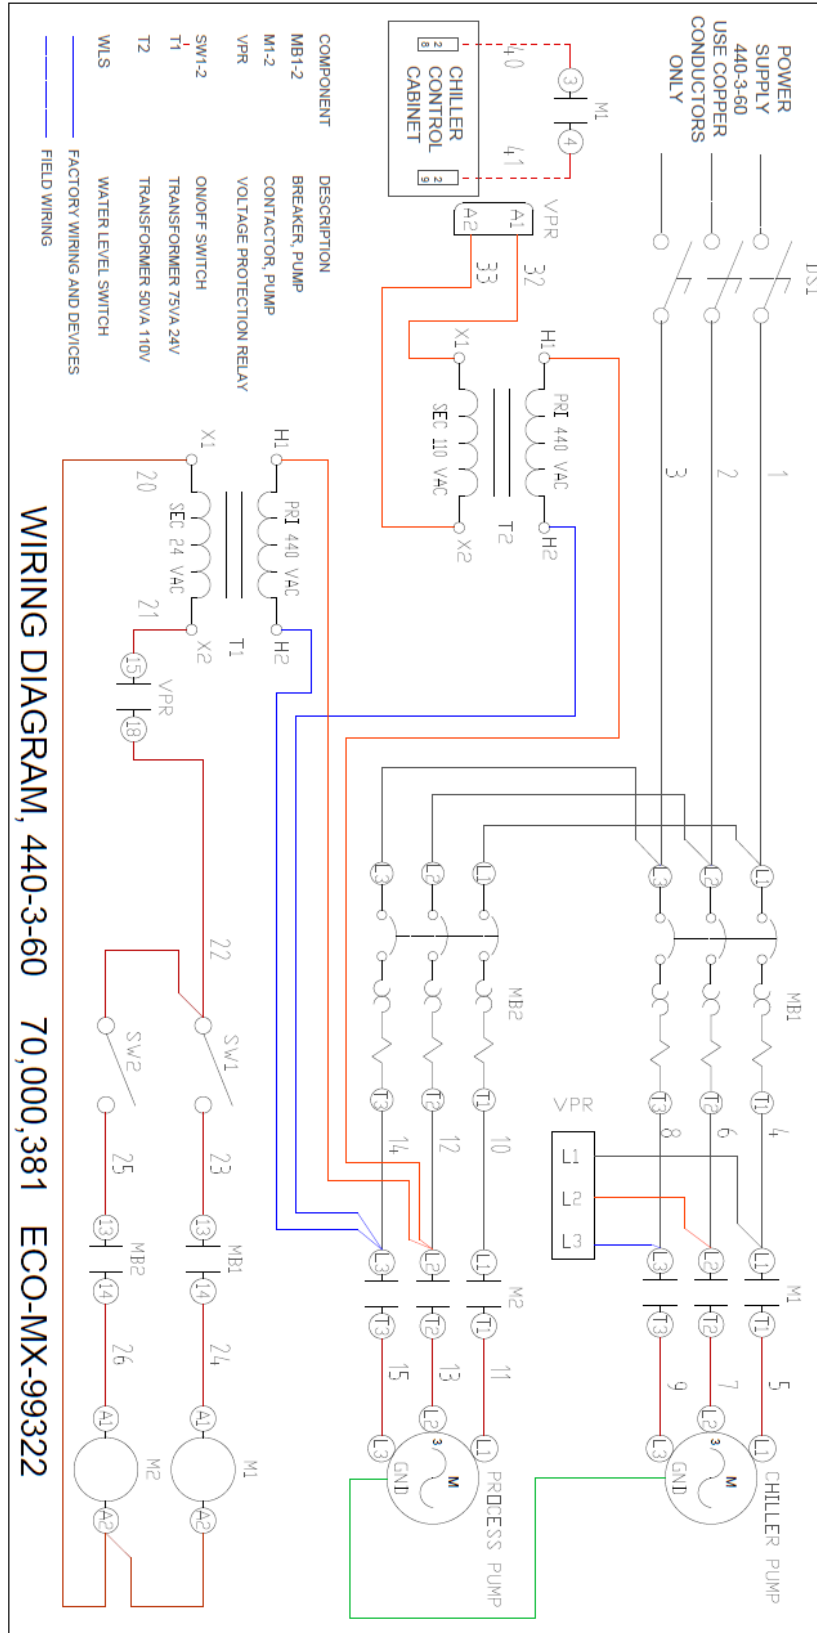 POWER
SUPPLY
440-3-60
USE COPPER
CONDUCTORS
ONLY
DS1
1
2
3
L1
L2
L3
MB1
T1
T2
T3
4
6
8
VPR
L1
L2
L3
L1
L2
L3
M1
T1
T2
T3
5
7
9
L1
L2
L3
3
M
GND
CHILLER PUMP
L1
L2
L3
MB2
T1
T2
T3
10
12
14
L1
L2
L3
M2
T1
T2
T3
11
13
15
L1
L2
L3
3
M
GND
PROCESS PUMP
CHILLER
CONTROL
CABINET
2
8
2
9
40
41
3
4
M1
VPR
A1
A2
32
33
H1
PRI 440 VAC
H2
T2
X1
SEC 110 VAC
X2
H1
PRI 440 VAC
H2
T1
X1
SEC 24 VAC
X2
20
21
15
VPR
18
22
SW1
23
13
MB1
14
24
A1
M1
A2
SW2
25
13
MB2
14
26
A1
M2
A2
COMPONENT DESCRIPTION
MB1-2 BREAKER, PUMP
M1-2 CONTACTOR, PUMP
VPR VOLTAGE PROTECTION RELAY
SW1-2 ON/OFF SWITCH
T1 TRANSFORMER 75VA 24V
T2 TRANSFORMER 50VA 110V
WLS WATER LEVEL SWITCH
FACTORY WIRING AND DEVICES
FIELD WIRING
WIRING DIAGRAM, 440-3-60 70,000,381 ECO-MX-99322